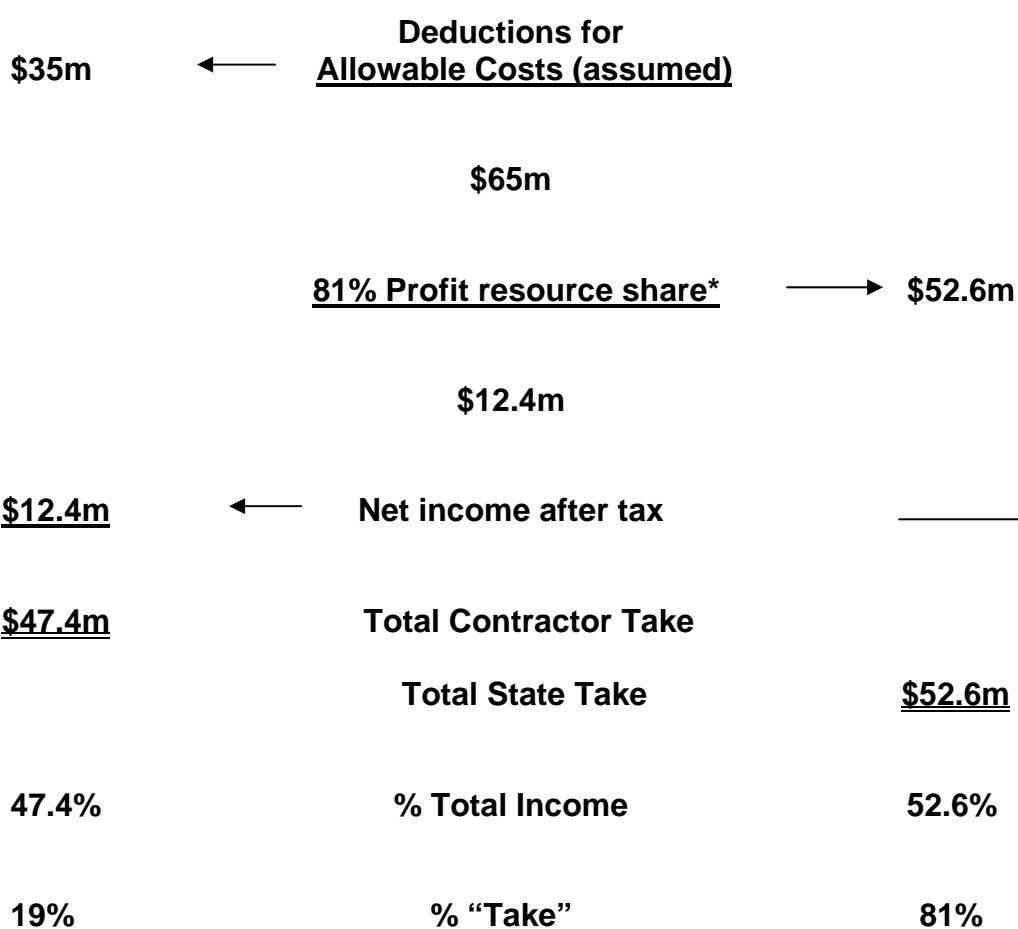 Deductions for
$35m Allowable Costs (assumed)
$65m
81% Profit resource share* $52.6m
$12.4m
$12.4m Net income after tax
$47.4m Total Contractor Take
Total State Take $52.6m
47.4% % Total Income 52.6%
19% % “Take” 81%